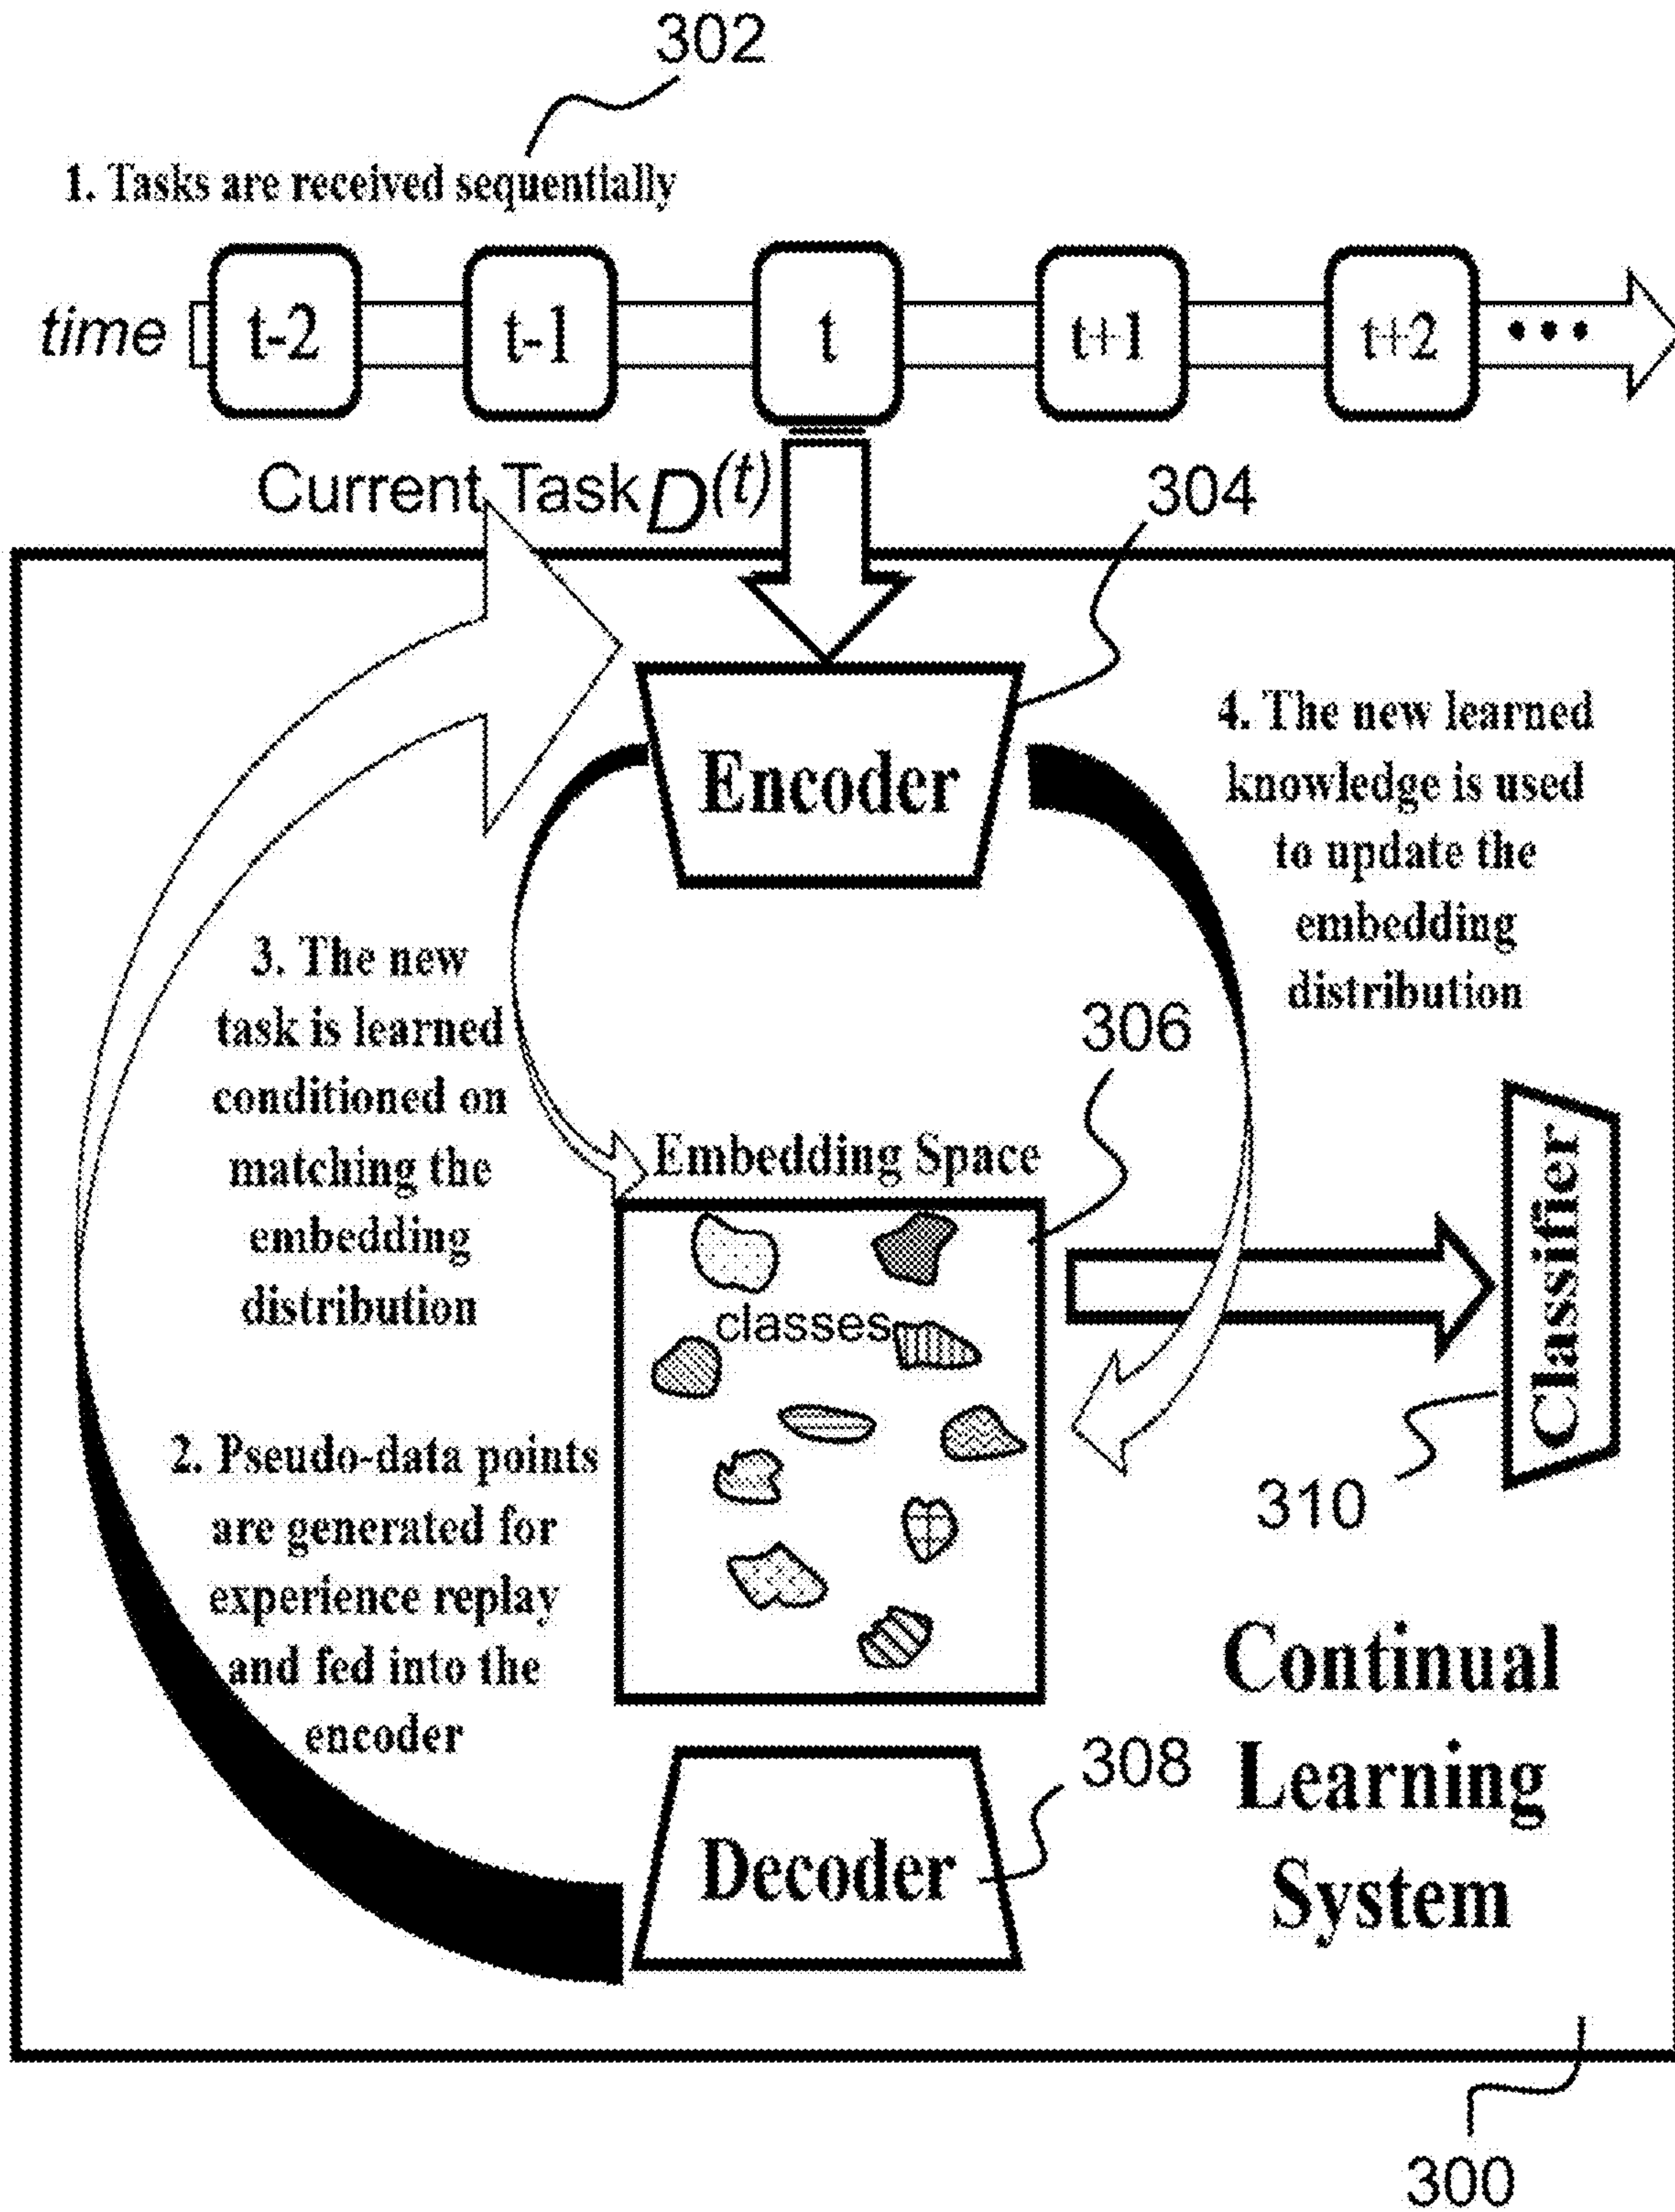 302
1. Tasks are received sequentially
time
t-2
t-1
t
t+1
t+2
...
Current Task D(t)
304
Encoder
4. The new learned
knowledge is used
to update the
embedding
distribution
3. The new
task is learned
conditioned on
matching the
embedding
distribution
306
Embedding Space
classes
Classifier
310
2. Pseudo-data points
are generated for
experience replay
and fed into the
encoder
Continual
Learning
System
308
Decoder
300